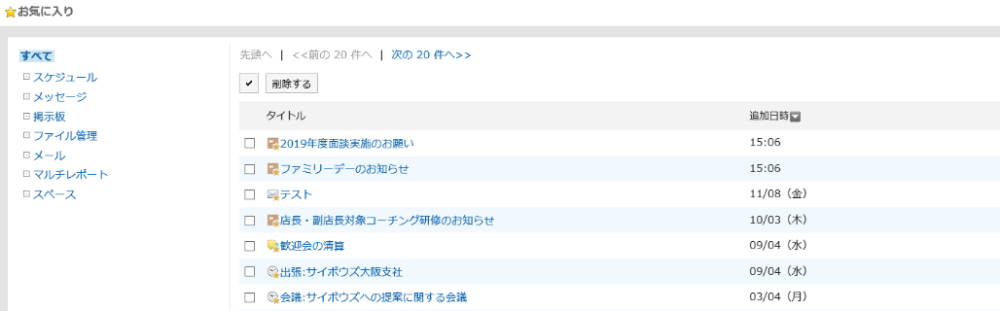 お気に入り
すべて
スケジュール
メッセージ
掲示板
ファイル管理
メール
マルチレポート
スペース
先頭へ | <<前の 20 件へ | 次の 20 件へ>>
削除する
タイトル 追加日時
2019年度面談実施のお願い 15:06
ファミリーデーのお知らせ 15:06
テスト 11/08（金）
店長・副店長対象コーチング研修のお知らせ 10/03（木）
歓迎会の清算 09/04（水）
出張:サイボウズ大阪支社 09/04（水）
会議:サイボウズへの提案に関する会議 03/04（月）